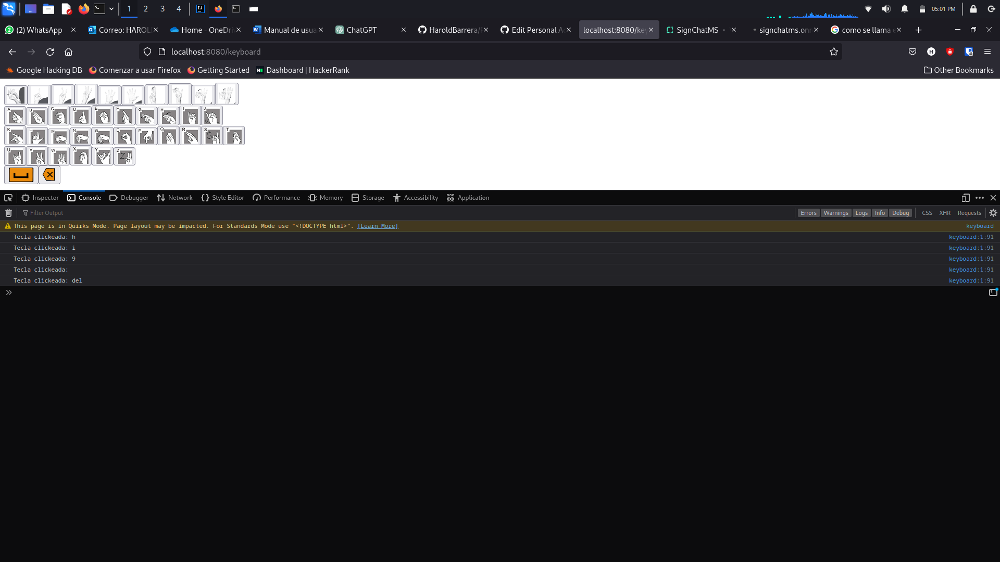 1 2 3 4 05:01 PM
(2) WhatsApp Correo: HAROL Home - OneDri Manual de usua ChatGPT HaroldBarrera/ Edit Personal A localhost:8080/key SignChatMS signchatms.onr como se llama
localhost:8080/keyboard
Google Hacking DB Comenzar a usar Firefox Getting Started Dashboard | HackerRank Other Bookmarks
A B C D E F G H I J
K L M N Ñ O P Q R S T
U V W X Y Z
Inspector Console Debugger Network Style Editor Performance Memory Storage Accessibility Application
Filter Output Errors Warnings Logs Info Debug CSS XHR Requests
This page is in Quirks Mode. Page layout may be impacted. For Standards Mode use “<!DOCTYPE html>”. [Learn More] keyboard
Tecla clickeada: h keyboard:1:91
Tecla clickeada: i keyboard:1:91
Tecla clickeada: 9 keyboard:1:91
Tecla clickeada: keyboard:1:91
Tecla clickeada: del keyboard:1:91